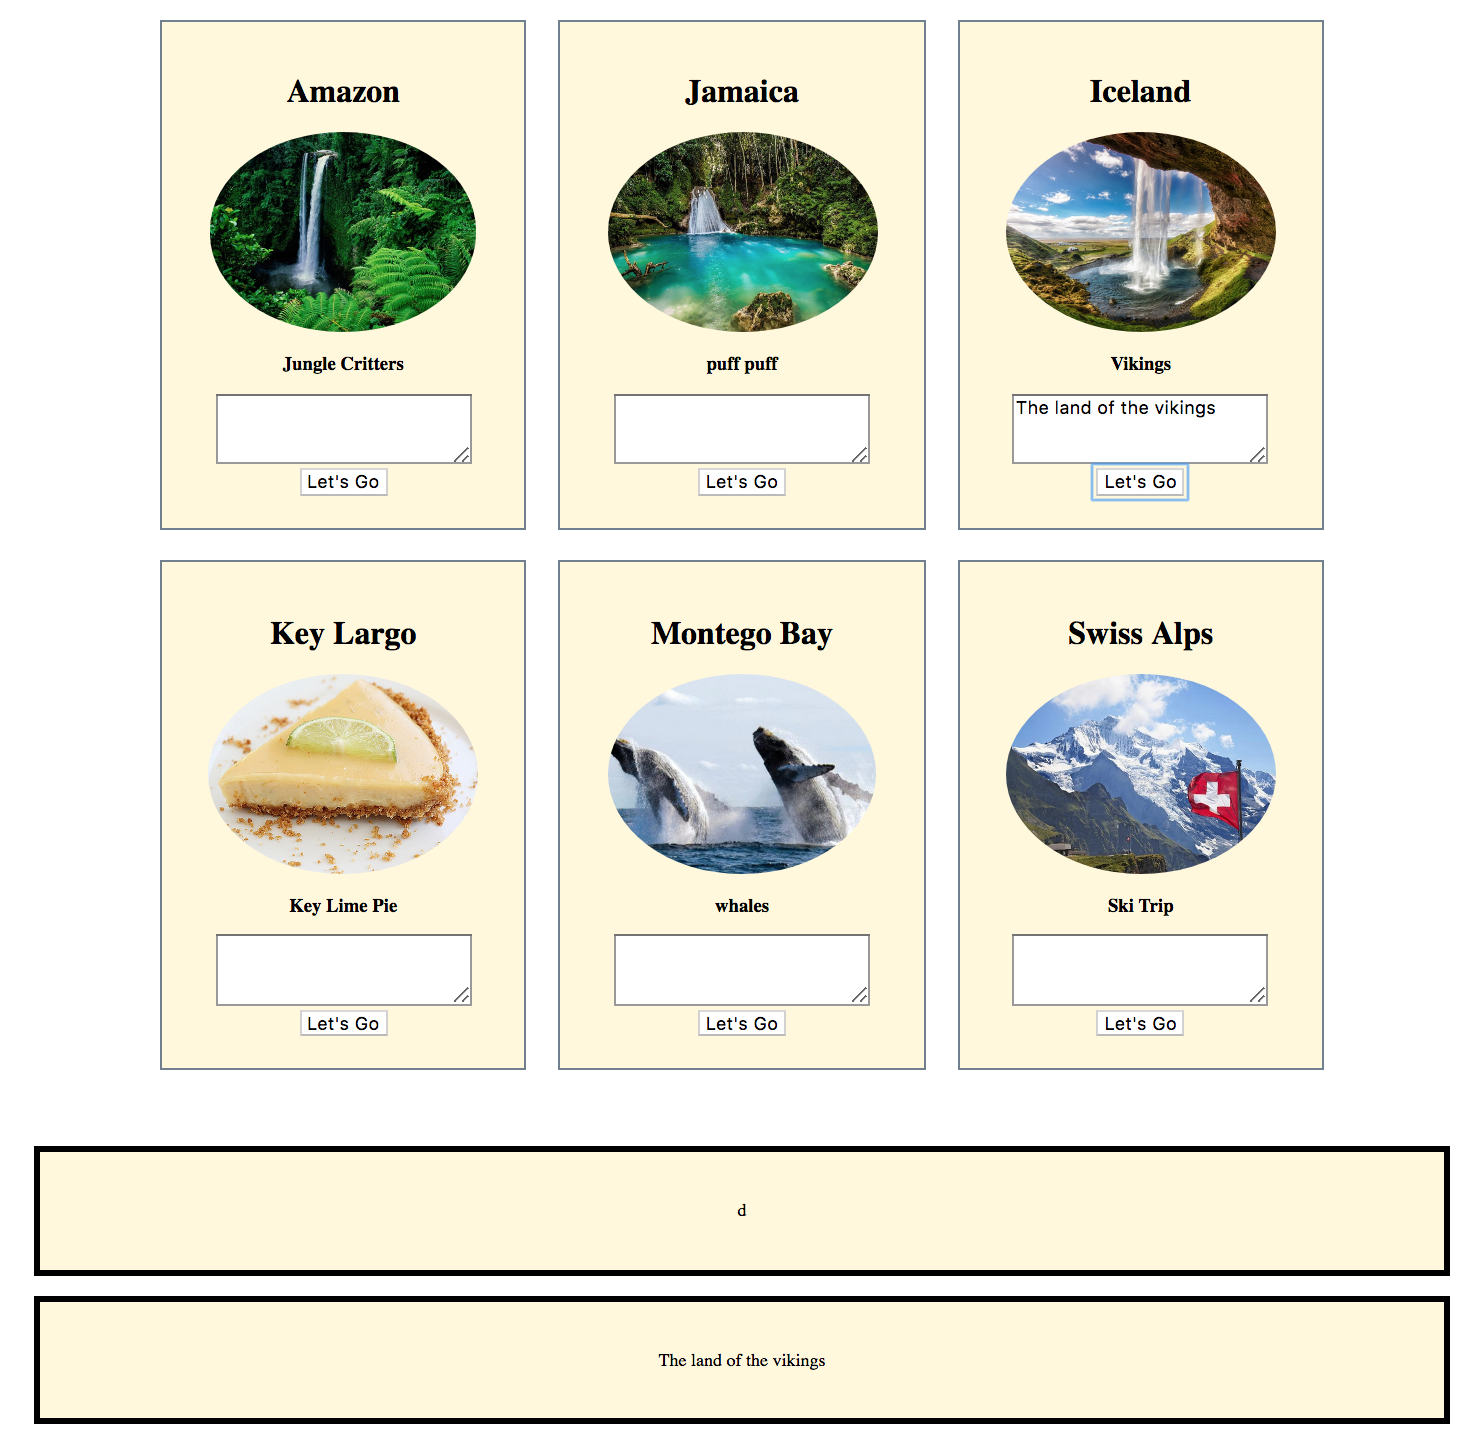 Amazon
Jungle Critters
Let's Go
Jamaica
puff puff
Let's Go
Iceland
Vikings
The land of the vikings
Let's Go
Key Largo
Key Lime Pie
Let's Go
Montego Bay
whales
Let's Go
Swiss Alps
Ski Trip
Let's Go
d
The land of the vikings